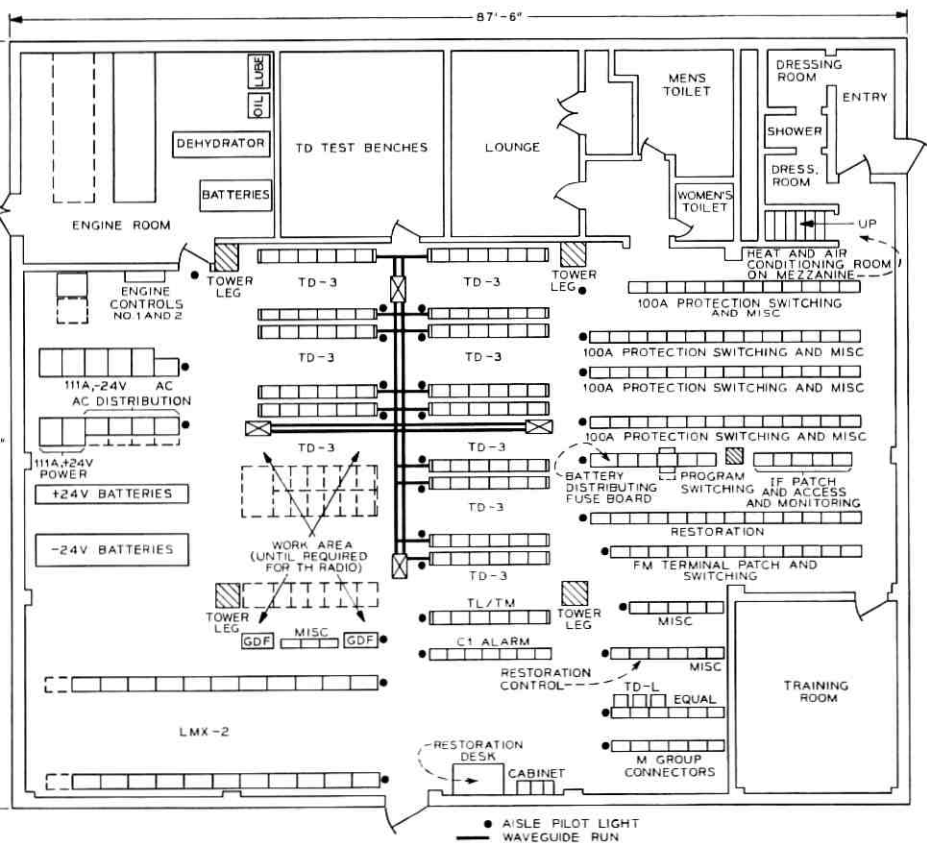 87'-6"
LUBE
OIL
DEHYDRATOR
BATTERIES
ENGINE ROOM
TD TEST BENCHES
LOUNGE
MEN'S
TOILET
WOMEN'S
TOILET
DRESSING
ROOM
ENTRY
SHOWER
DRESS.
ROOM
UP
HEAT AND AIR
CONDITIONING ROOM
ON MEZZANINE
ENGINE
CONTROLS
NO. 1 AND 2
TOWER
LEG
TD-3
TD-3
TOWER
LEG
100A PROTECTION SWITCHING
AND MISC
TD-3
TD-3
100A PROTECTION SWITCHING AND MISC
100A PROTECTION SWITCHING AND MISC
111A,-24V AC
AC DISTRIBUTION
111A,+24V
POWER
TD-3
TD-3
100A PROTECTION SWITCHING AND MISC
BATTERY
DISTRIBUTING
FUSE BOARD
PROGRAM
SWITCHING
IF PATCH
AND ACCESS
AND MONITORING
+24V BATTERIES
-24V BATTERIES
TD-3
WORK AREA
(UNTIL REQUIRED
FOR TH RADIO)
RESTORATION
TD-3
FM TERMINAL PATCH AND
SWITCHING
TOWER
LEG
GDF
MISC
GDF
TL/TM
C1 ALARM
TOWER
LEG
MISC
RESTORATION
CONTROL
MISC
TD-L
EQUAL
M GROUP
CONNECTORS
TRAINING
ROOM
LMX-2
RESTORATION
DESK
CABINET
AISLE PILOT LIGHT
WAVEGUIDE RUN